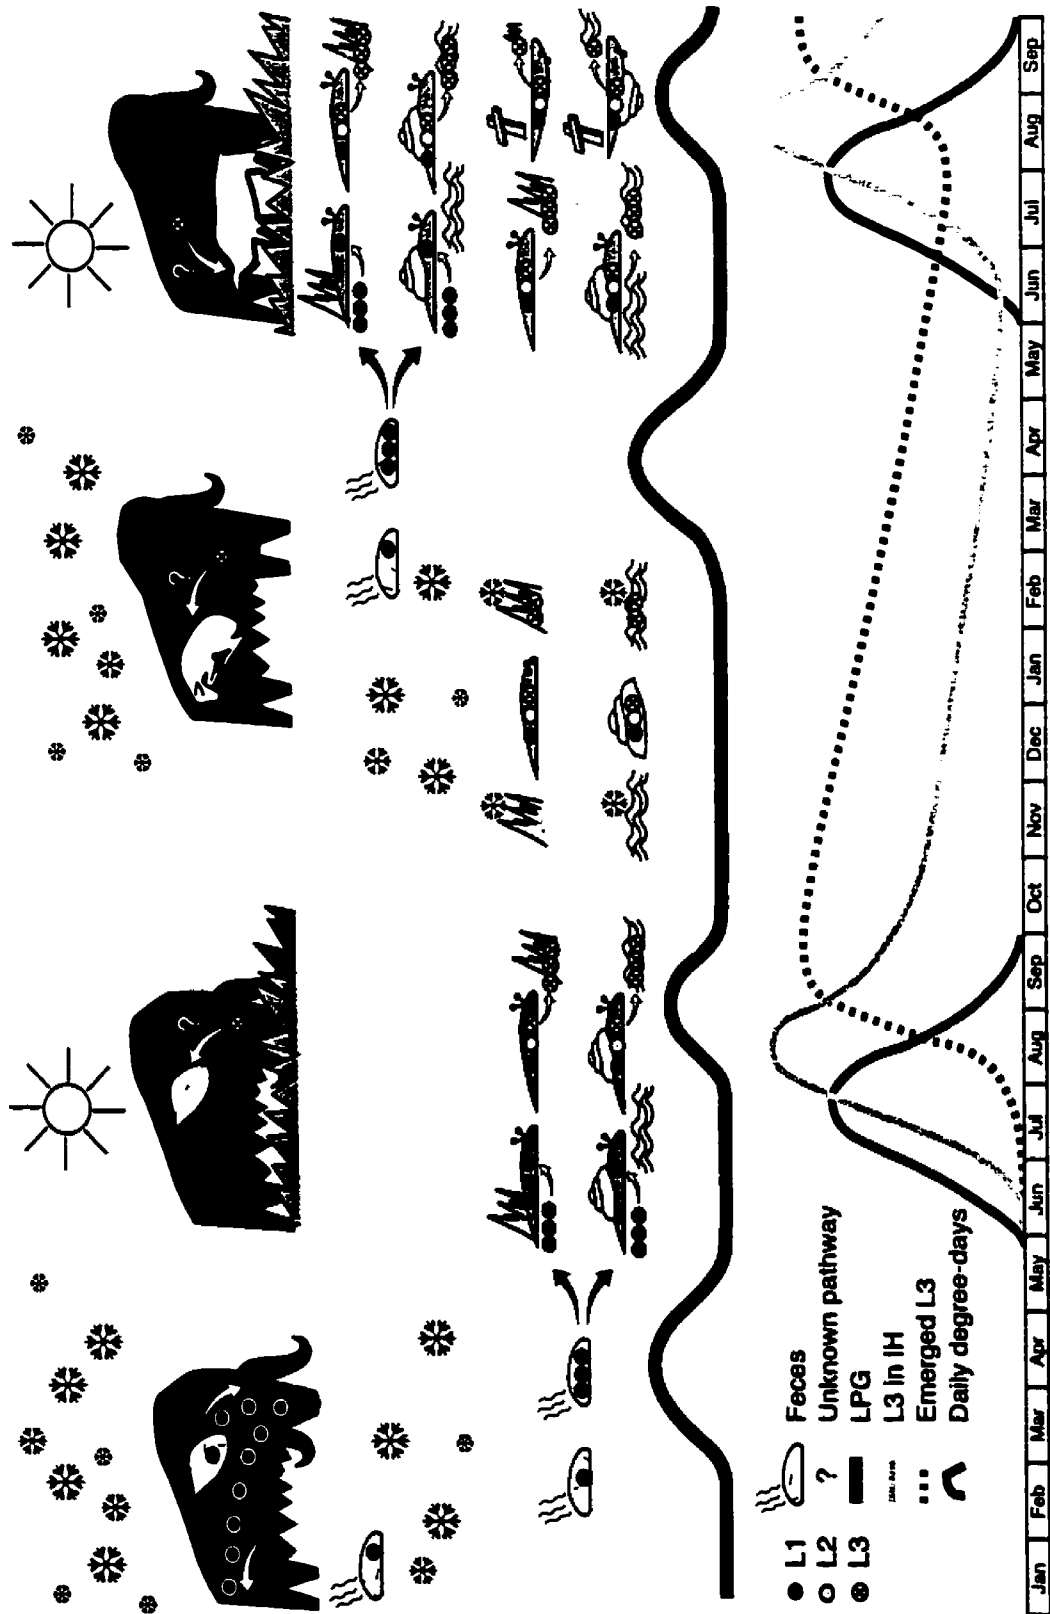 ?
?
?
?
L1
L2
L3
Feces
? Unknown pathway
LPG
L3 in IH
Emerged L3
Daily degree-days
Jan Feb Mar Apr May Jun Jul Aug Sep Oct Nov Dec Jan Feb Mar Apr May Jun Jul Aug Sep